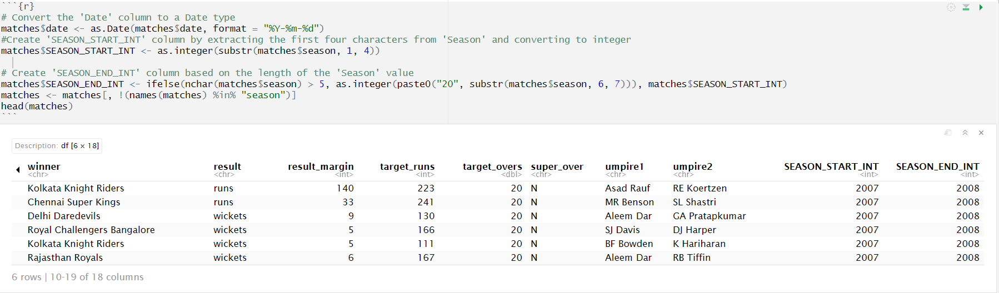 ```{r}
# Convert the 'Date' column to a Date type
matches$date <- as.Date(matches$date, format = "%Y-%m-%d")
#Create 'SEASON_START_INT' column by extracting the first four characters from 'Season' and converting to integer
matches$SEASON_START_INT <- as.integer(substr(matches$season, 1, 4))
# Create 'SEASON_END_INT' column based on the length of the 'Season' value
matches$SEASON_END_INT <- ifelse(nchar(matches$season) > 5, as.integer(paste0("20", substr(matches$season, 6, 7))), matches$SEASON_START_INT)
matches <- matches[, !(names(matches) %in% "season")]
head(matches)
```
Description: df [6 × 18]
winner result result_margin target_runs target_overs super_over umpire1 umpire2 SEASON_START_INT SEASON_END_INT
<chr> <chr> <int> <int> <dbl> <chr> <chr> <chr> <int> <int>
Kolkata Knight Riders runs 140 223 20 N Asad Rauf RE Koertzen 2007 2008
Chennai Super Kings runs 33 241 20 N MR Benson SL Shastri 2007 2008
Delhi Daredevils wickets 9 130 20 N Aleem Dar GA Pratapkumar 2007 2008
Royal Challengers Bangalore wickets 5 166 20 N SJ Davis DJ Harper 2007 2008
Kolkata Knight Riders wickets 5 111 20 N BF Bowden K Hariharan 2007 2008
Rajasthan Royals wickets 6 167 20 N Aleem Dar RB Tiffin 2007 2008
6 rows | 10-19 of 18 columns